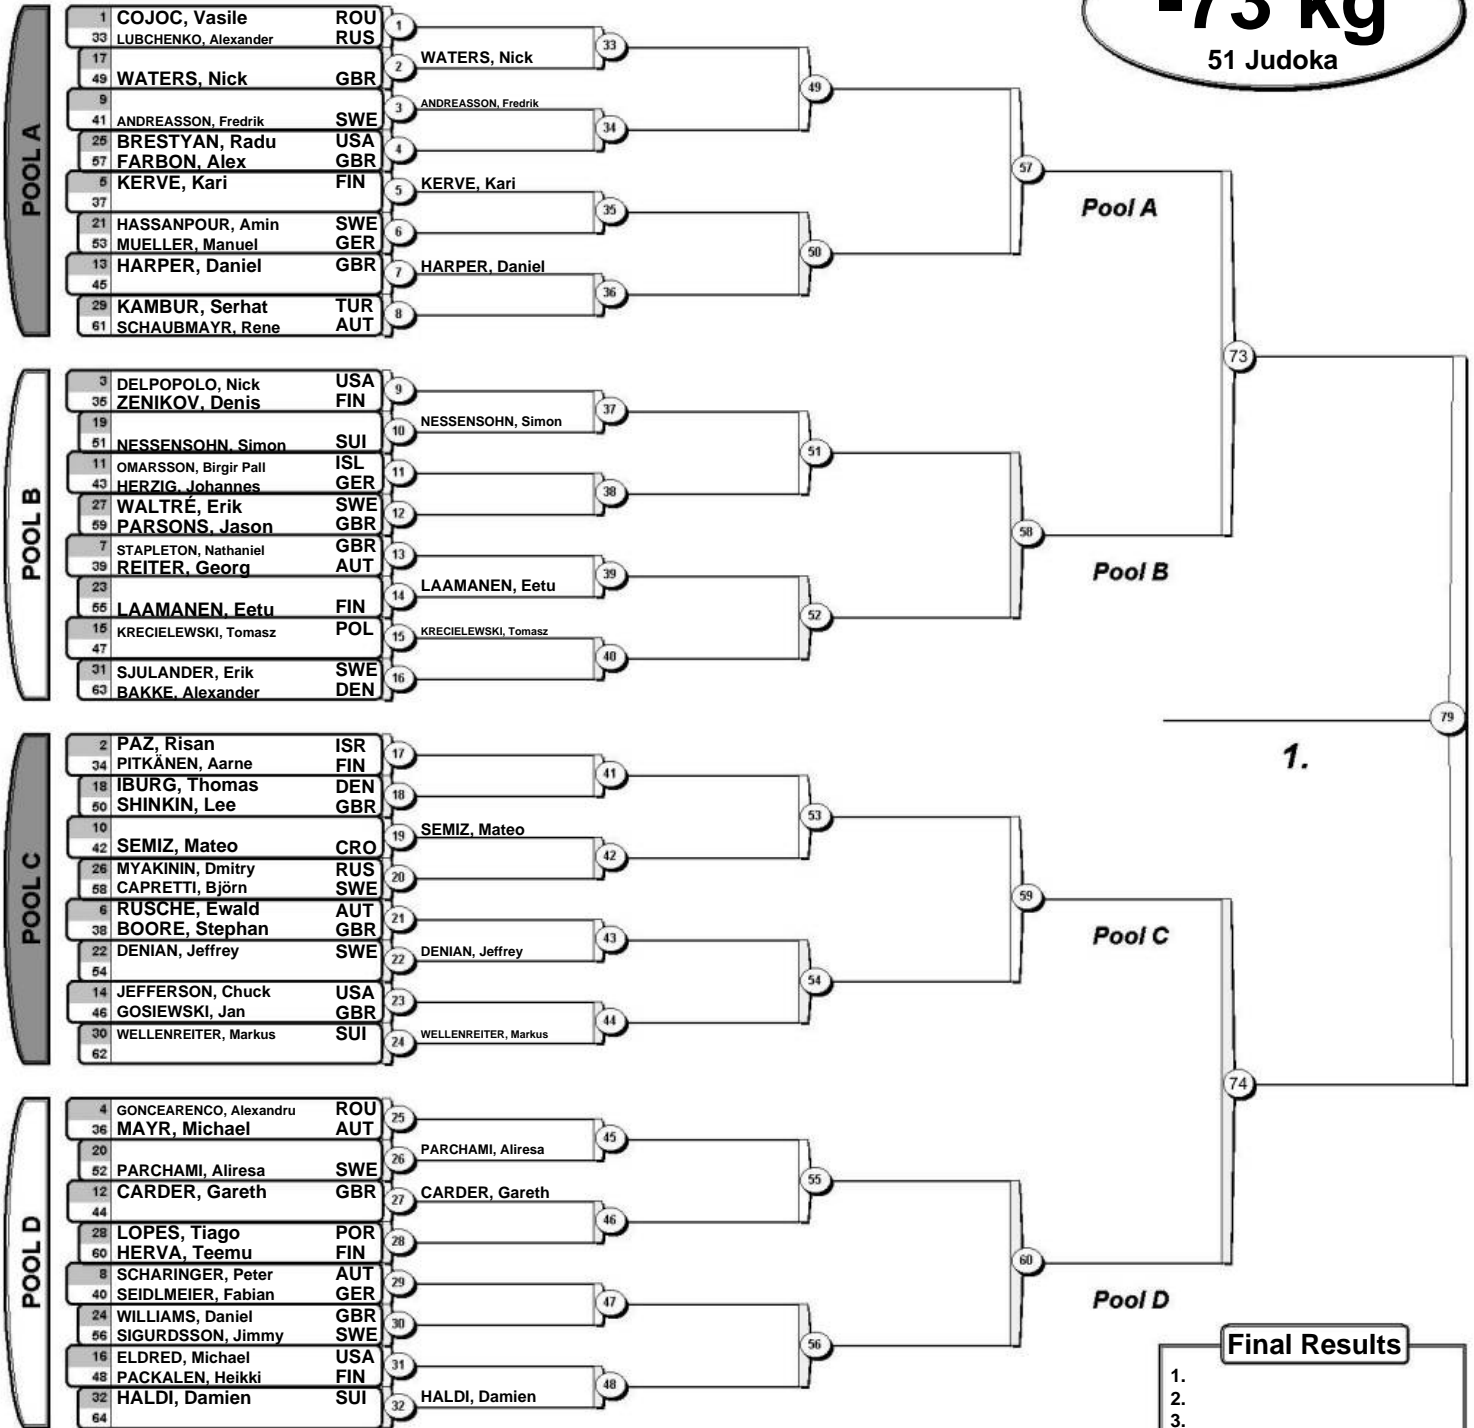 -73 kg
51 Judoka
POOL A
1 COJOC, Vasile ROU
33 LUBCHENKO, Alexander RUS
1
17
49 WATERS, Nick GBR
2 WATERS, Nick
33
9
41 ANDREASSON, Fredrik SWE
3 ANDREASSON, Fredrik
25 BRESTYAN, Radu USA
57 FARBON, Alex GBR
4
34
49
5 KERVE, Kari FIN
37
5 KERVE, Kari
21 HASSANPOUR, Amin SWE
53 MUELLER, Manuel GER
6
35
13 HARPER, Daniel GBR
45
7 HARPER, Daniel
29 KAMBUR, Serhat TUR
61 SCHAUBMAYR, Rene AUT
8
36
50
57
Pool A
POOL B
3 DELPOPOLO, Nick USA
35 ZENIKOV, Denis FIN
9
19
51 NESSENSOHN, Simon SUI
10 NESSENSOHN, Simon
37
11 OMARSSON, Birgir Pall ISL
43 HERZIG, Johannes GER
11
27 WALTRÉ, Erik SWE
59 PARSONS, Jason GBR
12
38
51
7 STAPLETON, Nathaniel GBR
39 REITER, Georg AUT
13
23
55 LAAMANEN, Eetu FIN
14 LAAMANEN, Eetu
39
15 KRECIELEWSKI, Tomasz POL
47
15 KRECIELEWSKI, Tomasz
31 SJULANDER, Erik SWE
63 BAKKE, Alexander DEN
16
40
52
58
Pool B
73
POOL C
2 PAZ, Risan ISR
34 PITKÄNEN, Aarne FIN
17
18 IBURG, Thomas DEN
50 SHINKIN, Lee GBR
18
41
10
42 SEMIZ, Mateo CRO
19 SEMIZ, Mateo
26 MYAKININ, Dmitry RUS
58 CAPRETTI, Björn SWE
20
42
53
6 RUSCHE, Ewald AUT
38 BOORE, Stephan GBR
21
22 DENIAN, Jeffrey SWE
54
22 DENIAN, Jeffrey
43
14 JEFFERSON, Chuck USA
46 GOSIEWSKI, Jan GBR
23
30 WELLENREITER, Markus SUI
62
24 WELLENREITER, Markus
44
54
59
Pool C
79
1.
POOL D
4 GONCEARENCO, Alexandru ROU
36 MAYR, Michael AUT
25
20
52 PARCHAMI, Aliresa SWE
26 PARCHAMI, Aliresa
45
12 CARDER, Gareth GBR
44
27 CARDER, Gareth
28 LOPES, Tiago POR
60 HERVA, Teemu FIN
28
46
55
8 SCHARINGER, Peter AUT
40 SEIDLMEIER, Fabian GER
29
24 WILLIAMS, Daniel GBR
56 SIGURDSSON, Jimmy SWE
30
47
16 ELDRED, Michael USA
48 PACKALEN, Heikki FIN
31
32 HALDI, Damien SUI
64
32 HALDI, Damien
48
56
60
Pool D
74
Final Results
1.
2.
3.